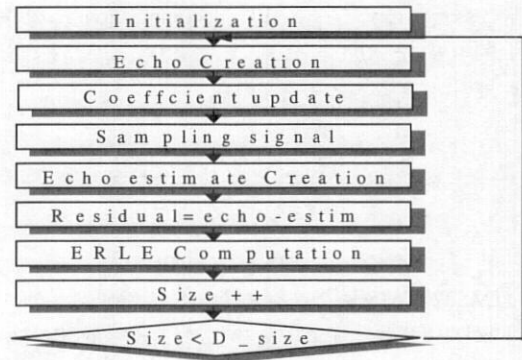 Initialization
Echo Creation
Coeffcient update
Sampling signal
Echo estimate Creation
Residual=echo-estim
ERLE Computation
Size++
Size<D_size